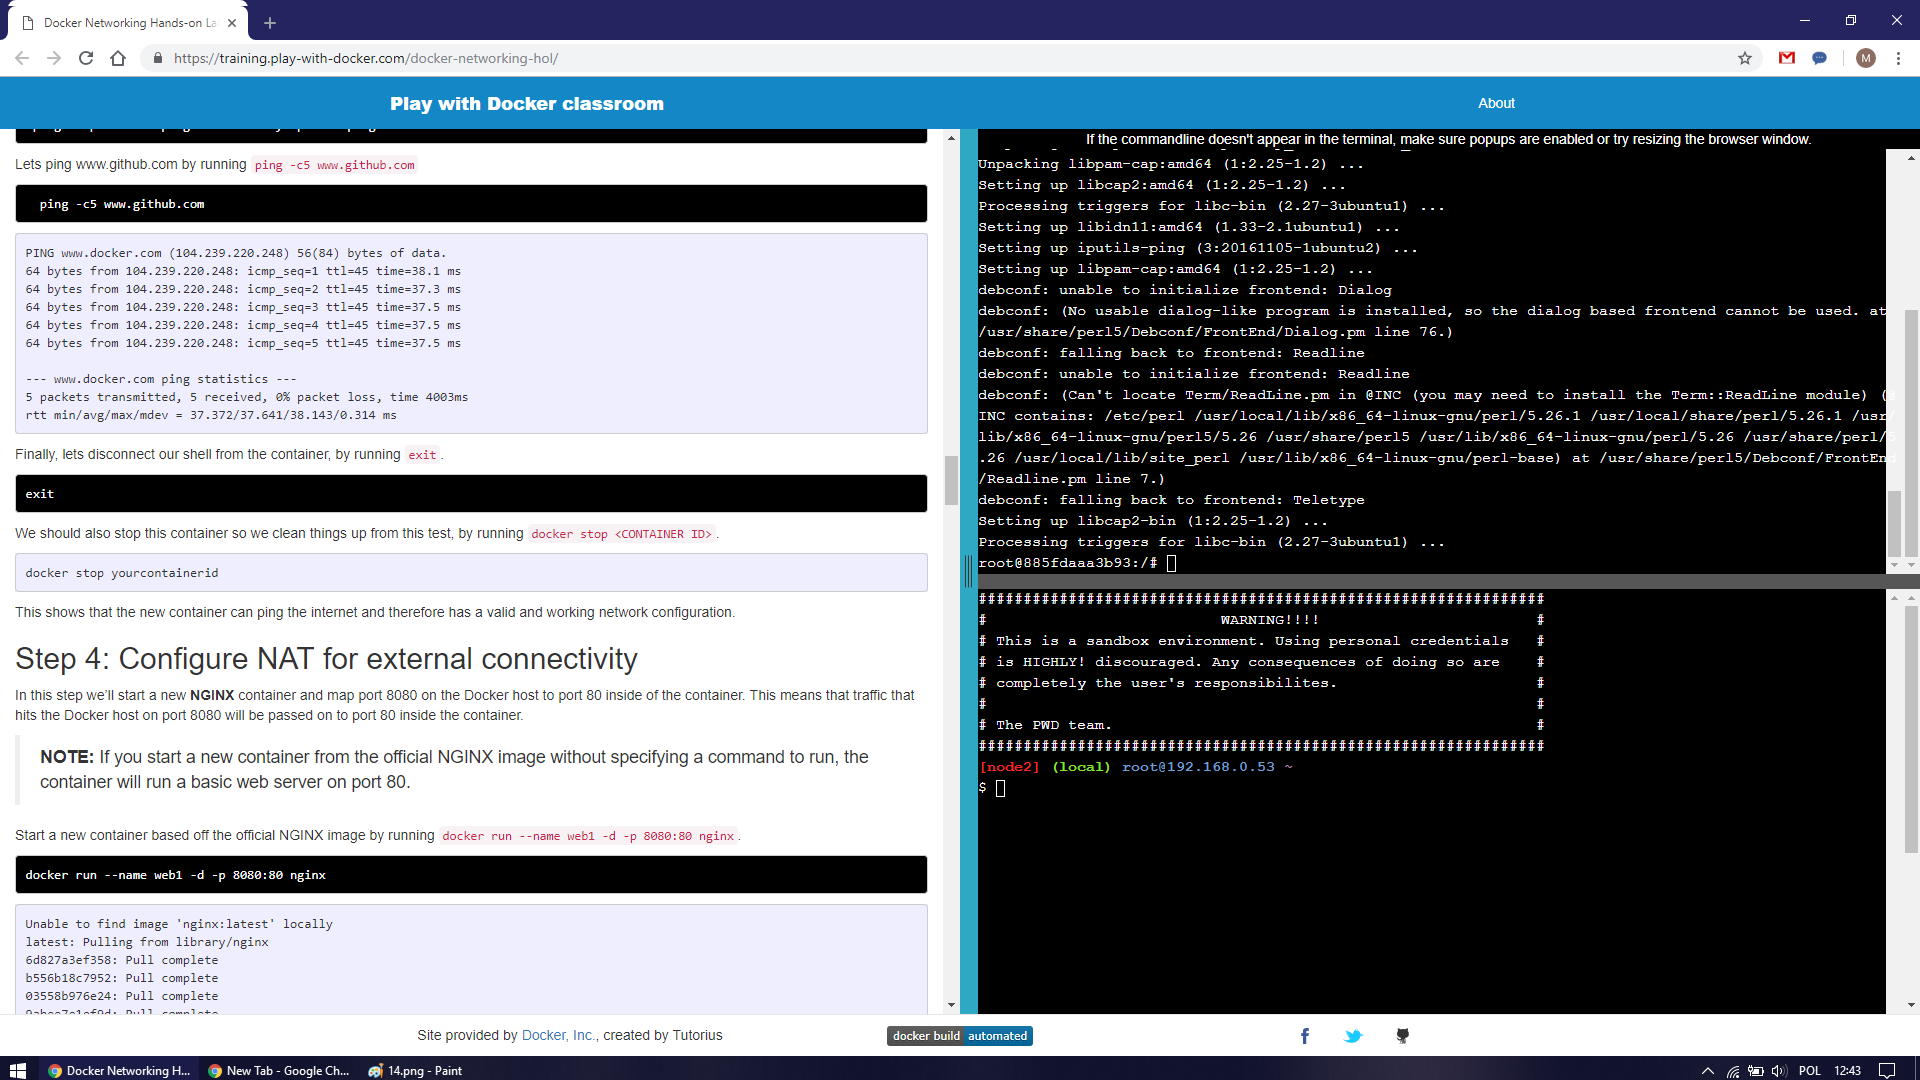 Docker Networking Hands-on La
https://training.play-with-docker.com/docker-networking-hol/
M
Play with Docker classroom
About
Lets ping www.github.com by running ping -c5 www.github.com
ping -c5 www.github.com
PING www.docker.com (104.239.220.248) 56(84) bytes of data.
64 bytes from 104.239.220.248: icmp_seq=1 ttl=45 time=38.1 ms
64 bytes from 104.239.220.248: icmp_seq=2 ttl=45 time=37.3 ms
64 bytes from 104.239.220.248: icmp_seq=3 ttl=45 time=37.5 ms
64 bytes from 104.239.220.248: icmp_seq=4 ttl=45 time=37.5 ms
64 bytes from 104.239.220.248: icmp_seq=5 ttl=45 time=37.5 ms
--- www.docker.com ping statistics ---
5 packets transmitted, 5 received, 0% packet loss, time 4003ms
rtt min/avg/max/mdev = 37.372/37.641/38.143/0.314 ms
Finally, lets disconnect our shell from the container, by running exit.
exit
We should also stop this container so we clean things up from this test, by running docker stop <CONTAINER ID>.
docker stop yourcontainerid
This shows that the new container can ping the internet and therefore has a valid and working network configuration.
Step 4: Configure NAT for external connectivity
In this step we'll start a new NGINX container and map port 8080 on the Docker host to port 80 inside of the container. This means that traffic that
hits the Docker host on port 8080 will be passed on to port 80 inside the container.
NOTE: If you start a new container from the official NGINX image without specifying a command to run, the
container will run a basic web server on port 80.
Start a new container based off the official NGINX image by running docker run --name web1 -d -p 8080:80 nginx.
docker run --name web1 -d -p 8080:80 nginx
Unable to find image 'nginx:latest' locally
latest: Pulling from library/nginx
6d827a3ef358: Pull complete
b556b18c7952: Pull complete
03558b976e24: Pull complete
If the commandline doesn't appear in the terminal, make sure popups are enabled or try resizing the browser window.
Unpacking libpam-cap:amd64 (1:2.25-1.2) ...
Setting up libcap2:amd64 (1:2.25-1.2) ...
Processing triggers for libc-bin (2.27-3ubuntu1) ...
Setting up libidn11:amd64 (1.33-2.1ubuntu1) ...
Setting up iputils-ping (3:20161105-1ubuntu2) ...
Setting up libpam-cap:amd64 (1:2.25-1.2) ...
debconf: unable to initialize frontend: Dialog
debconf: (No usable dialog-like program is installed, so the dialog based frontend cannot be used. at
/usr/share/perl5/Debconf/FrontEnd/Dialog.pm line 76.)
debconf: falling back to frontend: Readline
debconf: unable to initialize frontend: Readline
debconf: (Can't locate Term/ReadLine.pm in @INC (you may need to install the Term::ReadLine module) (@
INC contains: /etc/perl /usr/local/lib/x86_64-linux-gnu/perl/5.26.1 /usr/local/share/perl/5.26.1 /usr/
lib/x86_64-linux-gnu/perl5/5.26 /usr/share/perl5 /usr/lib/x86_64-linux-gnu/perl/5.26 /usr/share/perl/5
.26 /usr/local/lib/site_perl /usr/lib/x86_64-linux-gnu/perl-base) at /usr/share/perl5/Debconf/FrontEnd
/Readline.pm line 7.)
debconf: falling back to frontend: Teletype
Setting up libcap2-bin (1:2.25-1.2) ...
Processing triggers for libc-bin (2.27-3ubuntu1) ...
root@885fdaaa3b93:/#
###############################################################
# WARNING!!!! #
# This is a sandbox environment. Using personal credentials #
# is HIGHLY! discouraged. Any consequences of doing so are #
# completely the user's responsibilites. #
# #
# The PWD team. #
###############################################################
[node2] (local) root@192.168.0.53 ~
$
Site provided by Docker, Inc., created by Tutorius
docker build automated
Docker Networking H...
New Tab - Google Ch...
14.png - Paint
POL
12:43